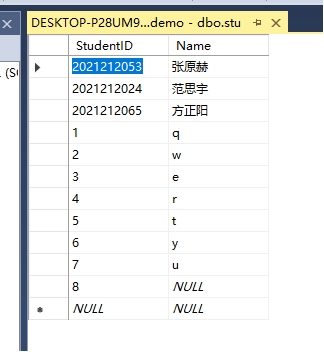 DESKTOP-P28UM9...demo - dbo.stu
(S
StudentID Name
2021212053 张原赫
2021212024 范思宇
2021212065 方正阳
1 q
2 w
3 e
4 r
5 t
6 y
7 u
8 NULL
NULL NULL